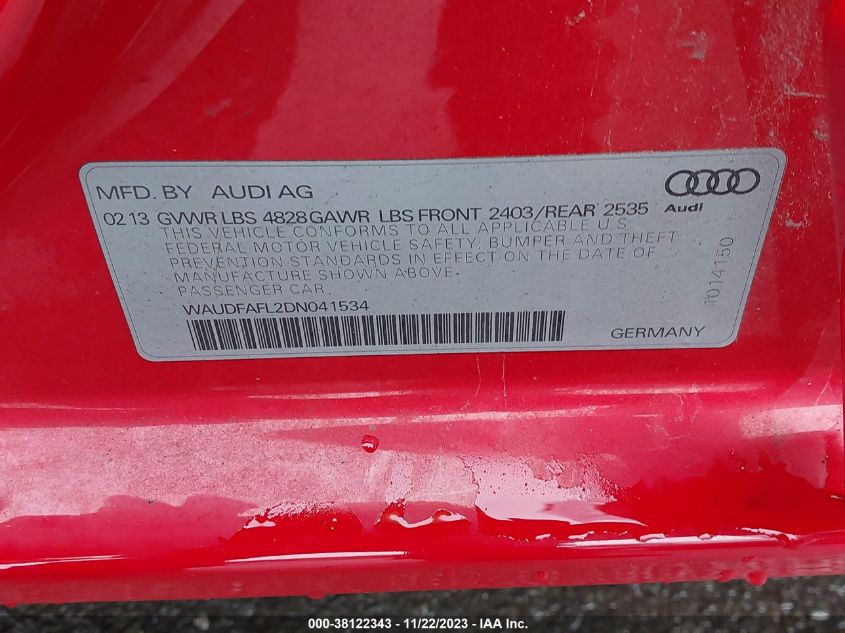 MFD. BY AUDI AG
Audi
02 13 GVWR LBS 4828 GAWR LBS FRONT 2403/REAR 2535
THIS VEHICLE CONFORMS TO ALL APPLICABLE U.S.
FEDERAL MOTOR VEHICLE SAFETY, BUMPER AND THEFT
PREVENTION STANDARDS IN EFFECT ON THE DATE OF
MANUFACTURE SHOWN ABOVE.
PASSENGER CAR.
1014150
WAUDFAFL2DN041534
GERMANY
000-38122343 - 11/22/2023 - IAA Inc.